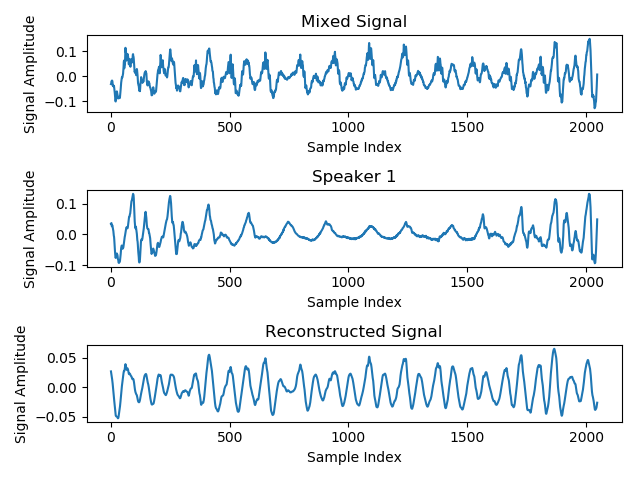 Mixed Signal
Signal Amplitude
0.1
0.0
−0.1
0 500 1000 1500 2000
Sample Index
Speaker 1
Signal Amplitude
0.1
0.0
−0.1
0 500 1000 1500 2000
Sample Index
Reconstructed Signal
Signal Amplitude
0.05
0.00
−0.05
0 500 1000 1500 2000
Sample Index